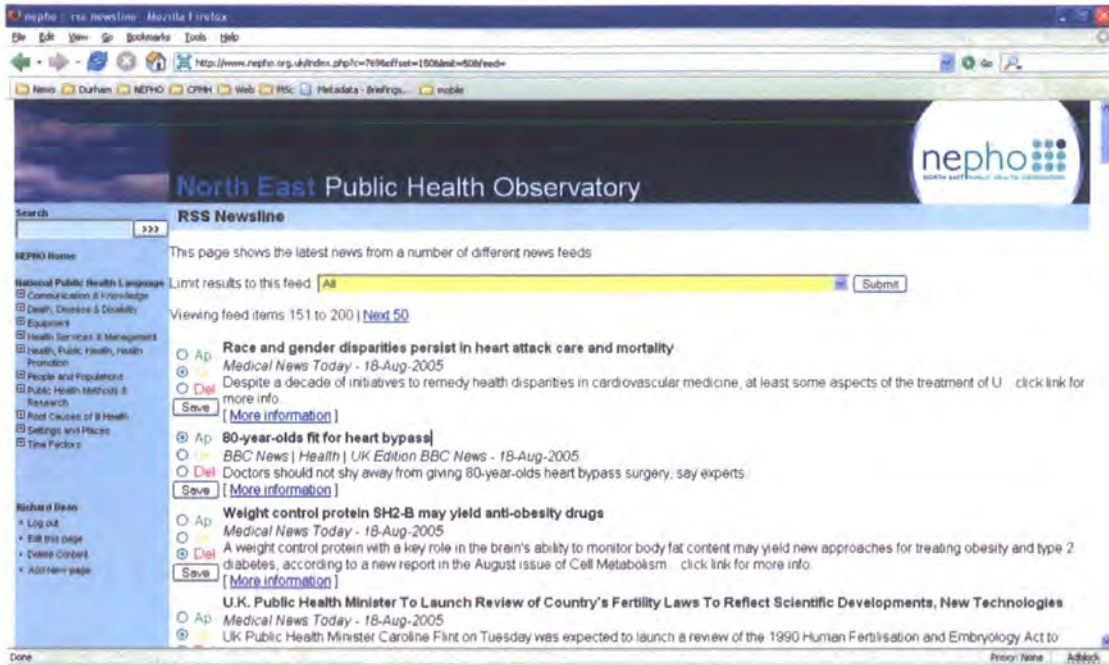 nepho : rss newsline - Mozilla Firefox
File Edit View Go Bookmarks Tools Help
Go
News Durham NEPHO CPMH Web MSc Metadata - Briefings... mobile
nepho
North East Public Health Observatory
Search
>>>
RSS Newsline
NEPHO Home
This page shows the latest news from a number of different news feeds
National Public Health Language
Communication & Knowledge
Death, Disease & Disability
Equipment
Health Services & Management
Health, Public Health, Health
Promotion
People and Populations
Public Health Methods &
Research
Root Causes of Ill Health
Settings and Places
Time Factors
Richard Dean
Log out
Edit this page
Delete Content
Add New page
Limit results to this feed All Submit
Viewing feed items 151 to 200 | Next 50
Race and gender disparities persist in heart attack care and mortality
Ap
Medical News Today - 18-Aug-2005
Del Despite a decade of initiatives to remedy health disparities in cardiovascular medicine, at least some aspects of the treatment of U... click link for
more info.
Save
[ More information ]
Ap 80-year-olds fit for heart bypass
BBC News | Health | UK Edition BBC News - 18-Aug-2005
Del Doctors should not shy away from giving 80-year-olds heart bypass surgery, say experts.
Save [ More information ]
Weight control protein SH2-B may yield anti-obesity drugs
Ap
Medical News Today - 18-Aug-2005
Del A weight control protein with a key role in the brain's ability to monitor body fat content may yield new approaches for treating obesity and type 2
diabetes, according to a new report in the August issue of Cell Metabolism... click link for more info.
Save
[ More information ]
U.K. Public Health Minister To Launch Review of Country's Fertility Laws To Reflect Scientific Developments, New Technologies
Ap Medical News Today - 18-Aug-2005
UK Public Health Minister Caroline Flint on Tuesday was expected to launch a review of the 1990 Human Fertilisation and Embryology Act to
Done Proxy: None Adblock